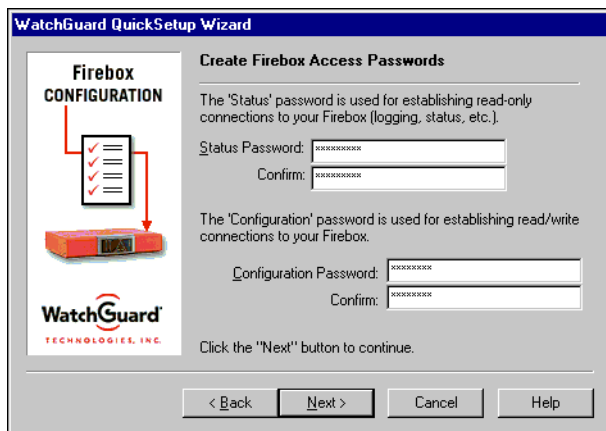 WatchGuard QuickSetup Wizard
Firebox
CONFIGURATION
WatchGuard
TECHNOLOGIES, INC.
Create Firebox Access Passwords
The 'Status' password is used for establishing read-only
connections to your Firebox (logging, status, etc.).
Status Password: *********
Confirm: *********
The 'Configuration' password is used for establishing read/write
connections to your Firebox.
Configuration Password: ********
Confirm: ********
Click the "Next" button to continue.
< Back Next > Cancel Help